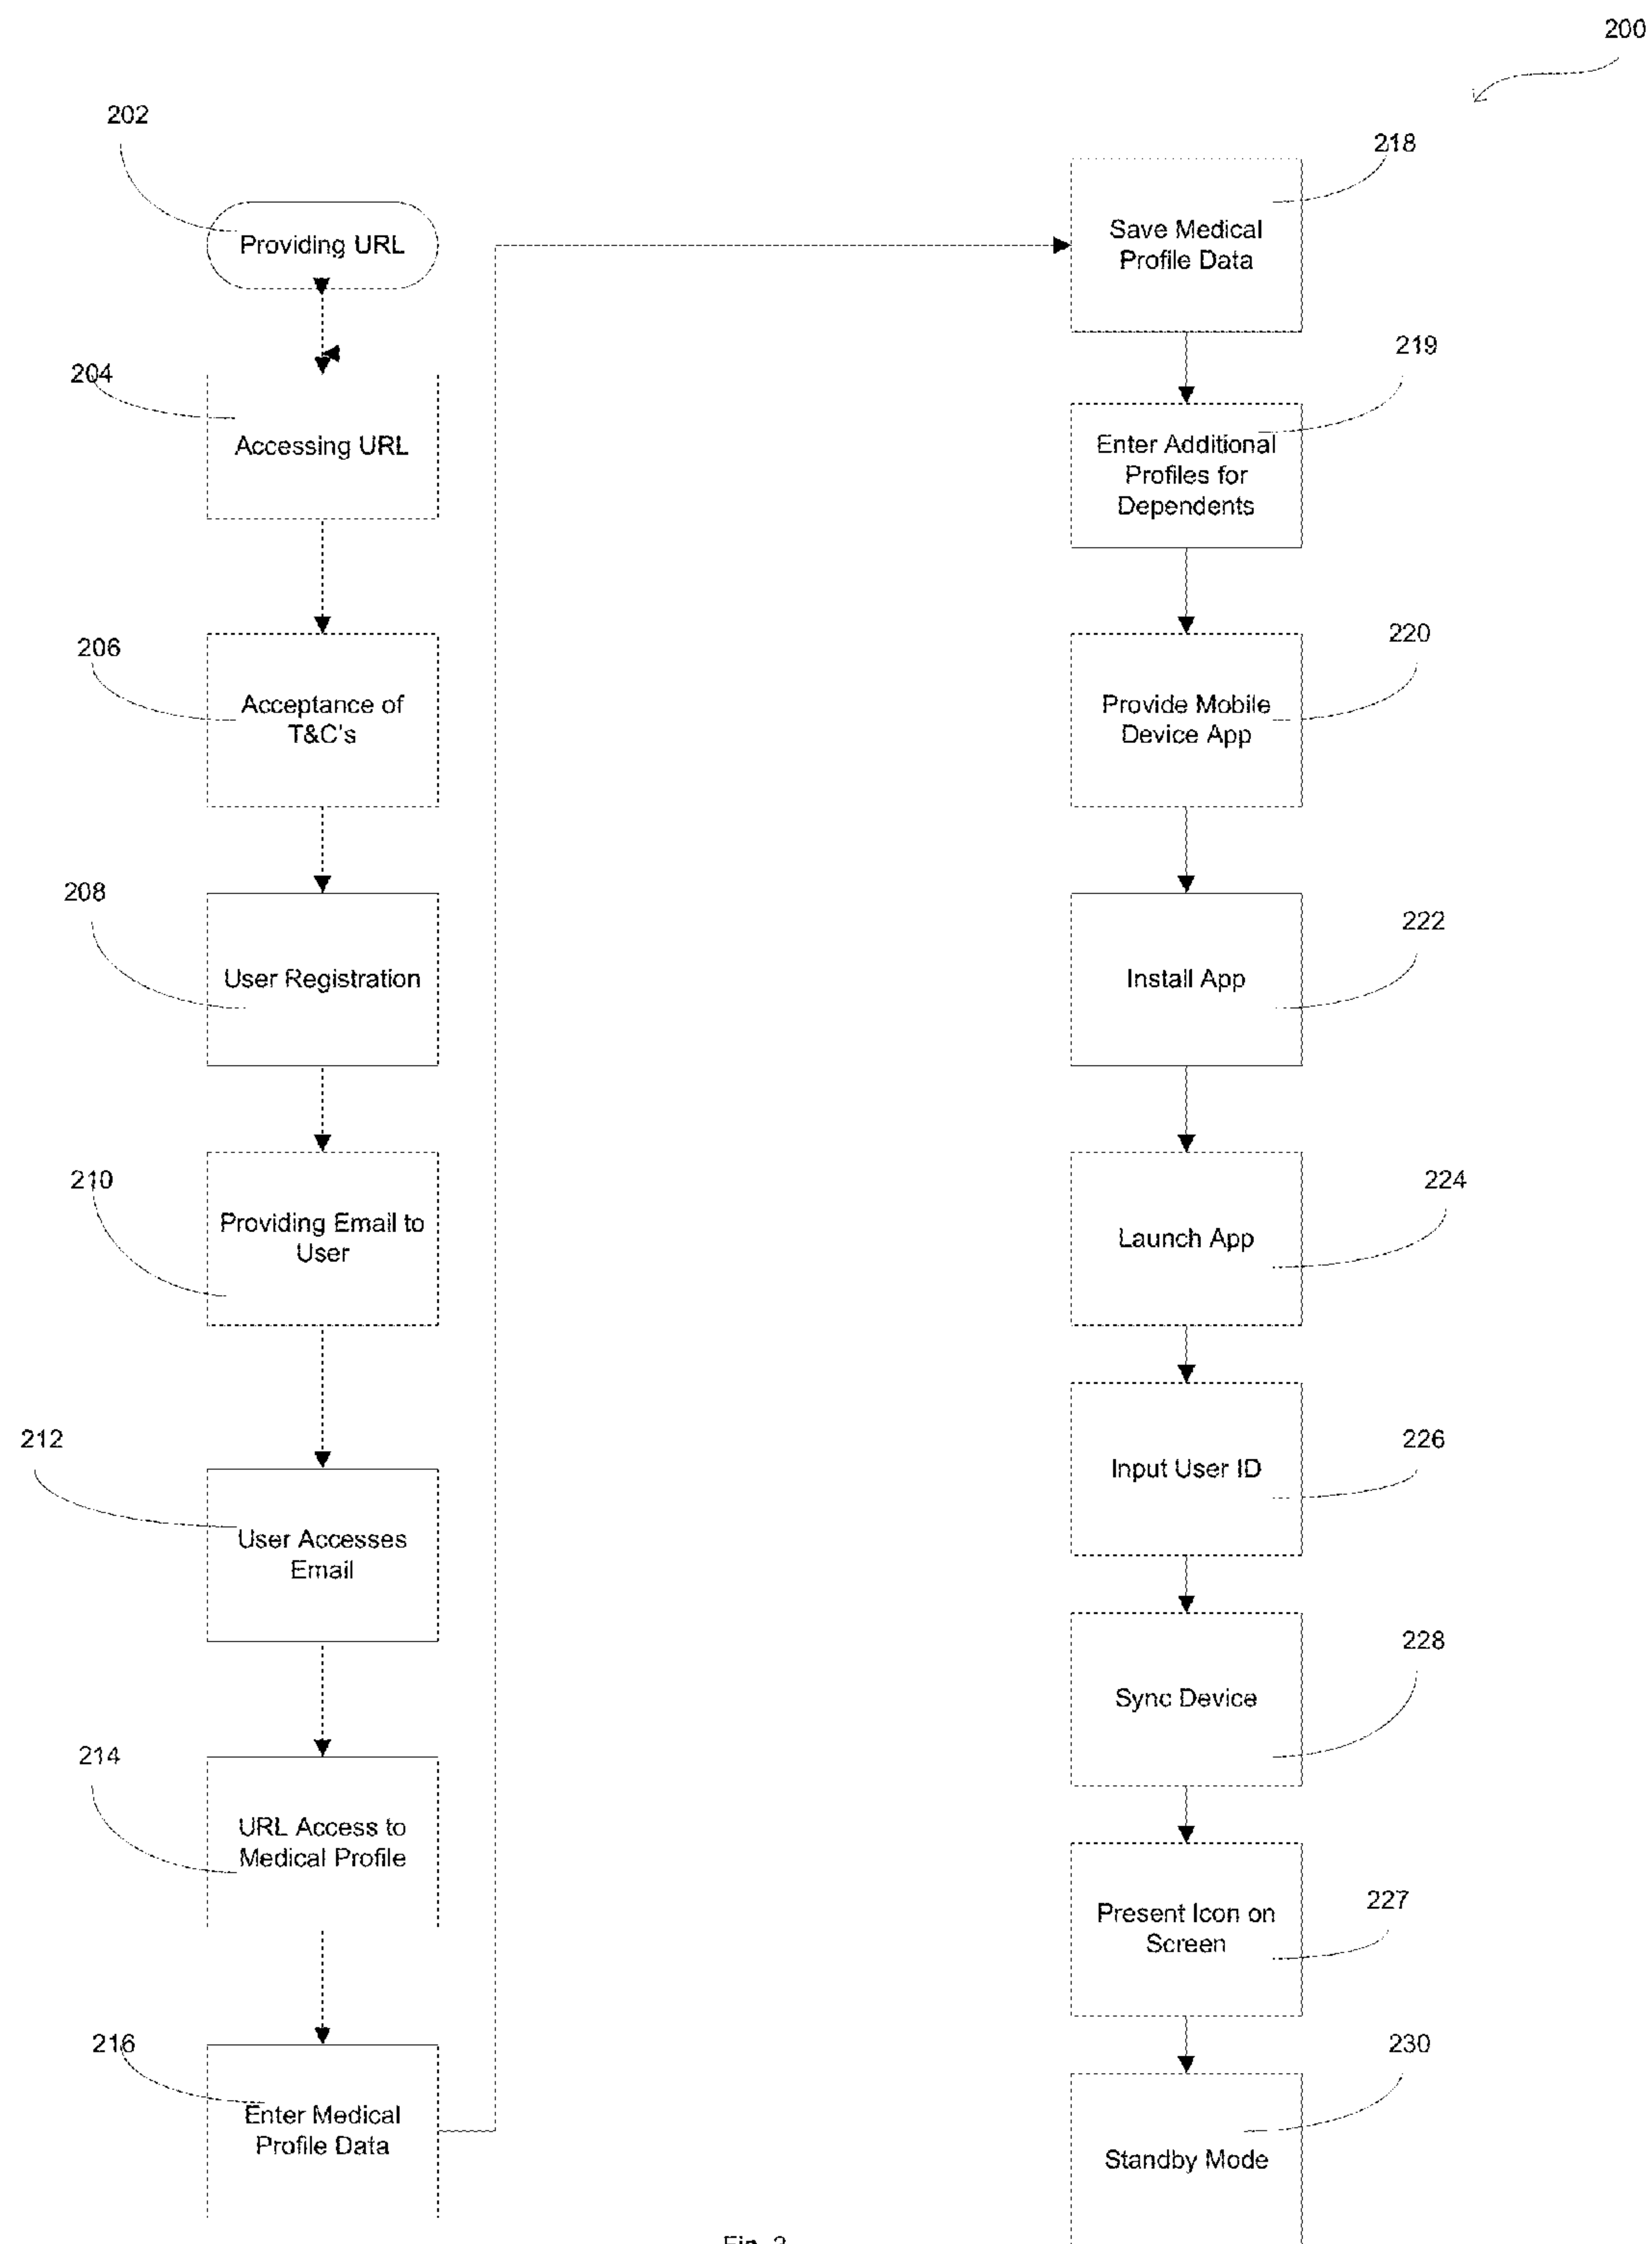 200
202
Providing URL
204
Accessing URL
206
Acceptance of
T&C's
208
User Registration
210
Providing Email to
User
212
User Accesses
Email
214
URL Access to
Medical Profile
216
Enter Medical
Profile Data
218
Save Medical
Profile Data
219
Enter Additional
Profiles for
Dependents
220
Provide Mobile
Device App
222
Install App
224
Launch App
226
Input User ID
228
Sync Device
227
Present Icon on
Screen
230
Standby Mode
Fig.